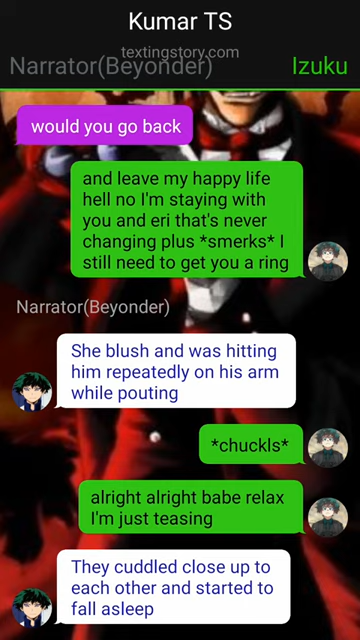 Kumar TS
textingstory.com
Narrator(Beyonder)
Izuku
would you go back
and leave my happy life
hell no I'm staying with
you and eri that's never
changing plus *smerks* I
still need to get you a ring
Narrator(Beyonder)
She blush and was hitting
him repeatedly on his arm
while pouting
*chuckls*
alright alright babe relax
I'm just teasing
They cuddled close up to
each other and started to
fall asleep